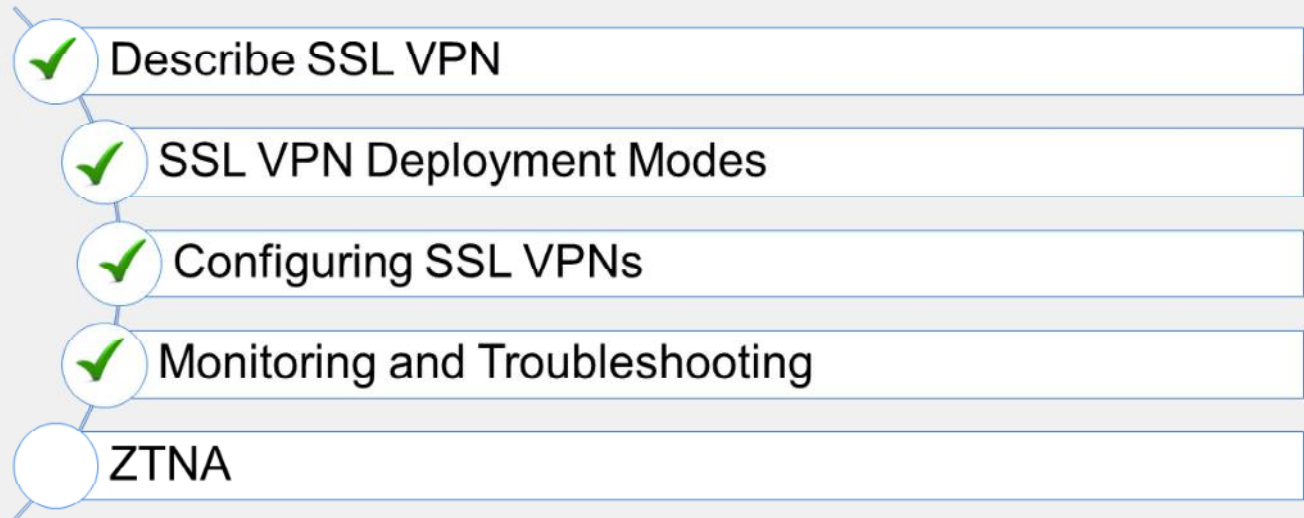 Describe SSL VPN
SSL VPN Deployment Modes
Configuring SSL VPNs
Monitoring and Troubleshooting
ZTNA